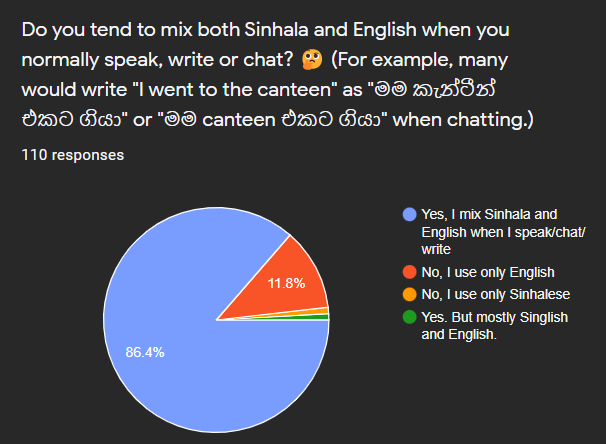 Do you tend to mix both Sinhala and English when you
normally speak, write or chat? 🤔 (For example, many
would write "I went to the canteen" as "මම කැන්ටීන්
එකට ගියා" or "මම canteen එකට ගියා" when chatting.)
110 responses
Yes, I mix Sinhala and
English when I speak/chat/
write
No, I use only English
No, I use only Sinhalese
Yes. But mostly Singlish
and English.
11.8%
86.4%